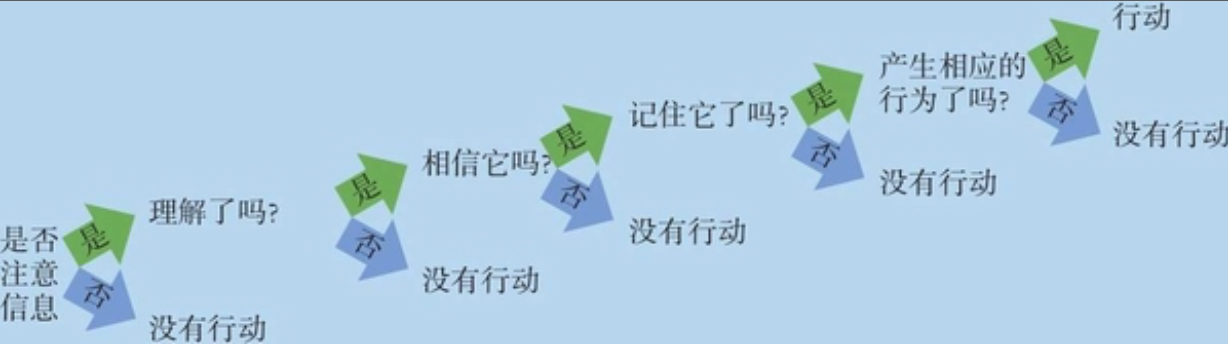 是否
注意
信息
是
否
理解了吗?
没有行动
是
否
相信它吗?
没有行动
是
否
记住它了吗?
没有行动
是
否
产生相应的
行为了吗?
没有行动
是
否
行动
没有行动